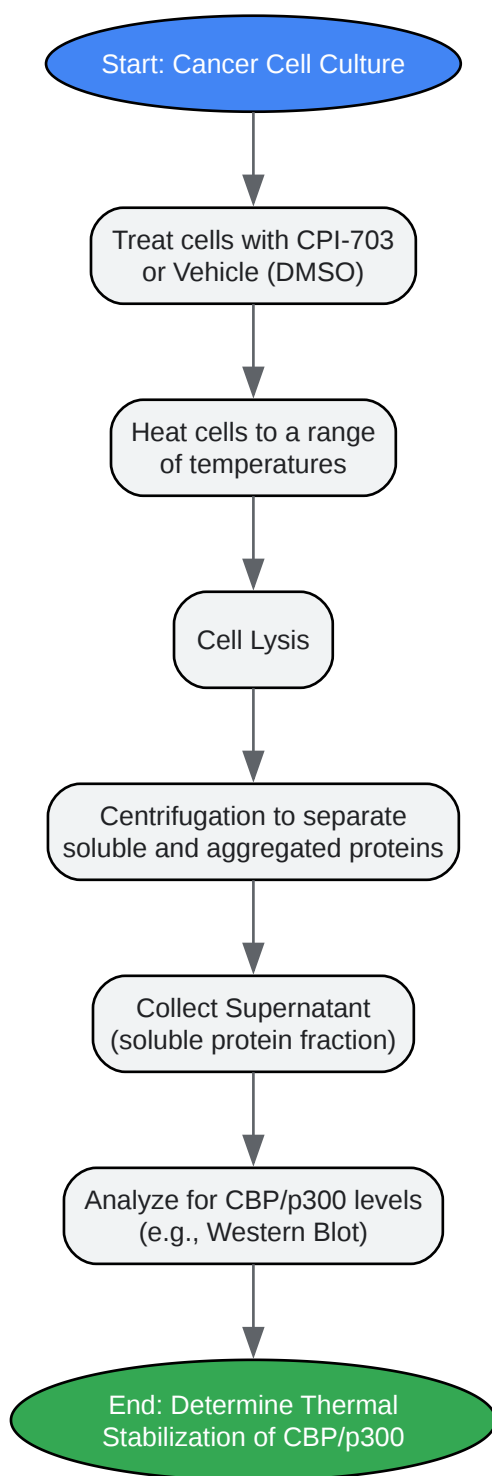 Start: Cancer Cell Culture
Treat cells with CPI-703
or Vehicle (DMSO)
Heat cells to a range
of temperatures
Cell Lysis
Centrifugation to separate
soluble and aggregated proteins
Collect Supernatant
(soluble protein fraction)
Analyze for CBP/p300 levels
(e.g., Western Blot)
End: Determine Thermal
Stabilization of CBP/p300